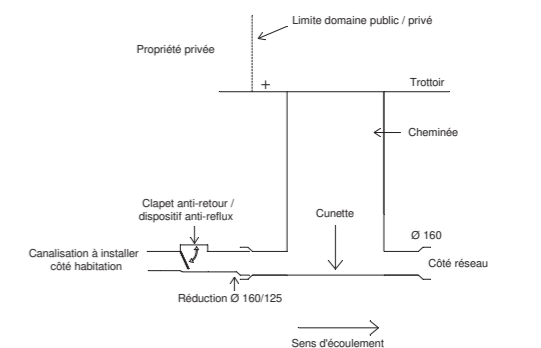 Limite domaine public / privé
Propriété privée
+
Trottoir
Cheminée
Clapet anti-retour /
dispositif anti-reflux
Cunette
Ø 160
Canalisation à installer
côté habitation
Côté réseau
Réduction Ø 160/125
Sens d'écoulement